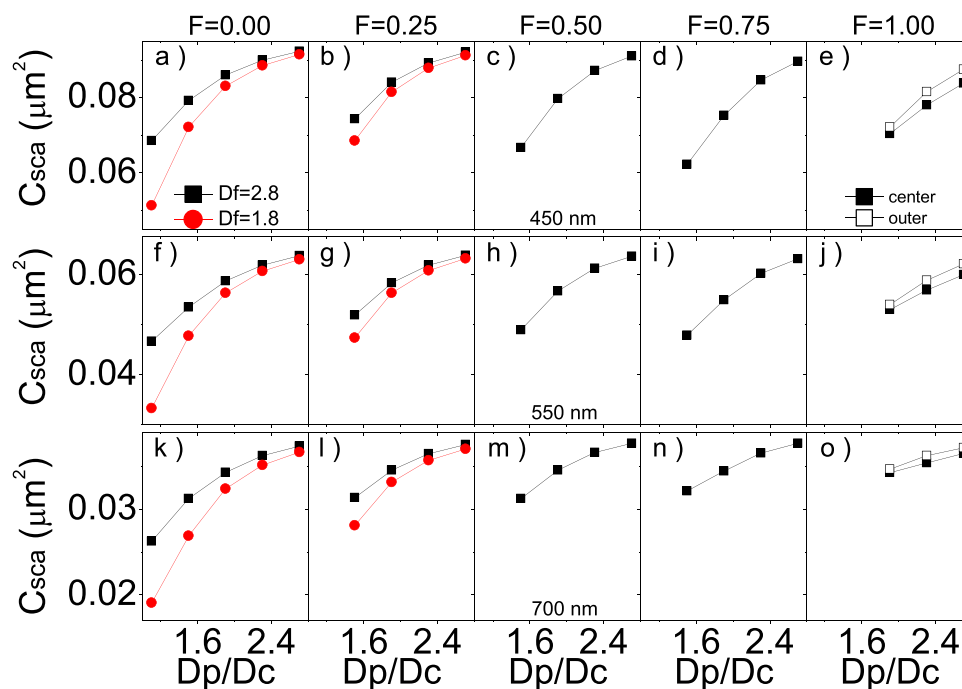 F=0.00 F=0.25 F=0.50 F=0.75 F=1.00
a ) b ) c ) d ) e )
0.08
Csca (μm²)
0.06
Df=2.8
Df=1.8
450 nm
center
outer
f ) g ) h ) i ) j )
0.06
Csca (μm²)
0.04
550 nm
k ) l ) m ) n ) o )
0.03
Csca (μm²)
0.02
700 nm
1.6 2.4 1.6 2.4 1.6 2.4 1.6 2.4 1.6 2.4
Dp/Dc Dp/Dc Dp/Dc Dp/Dc Dp/Dc